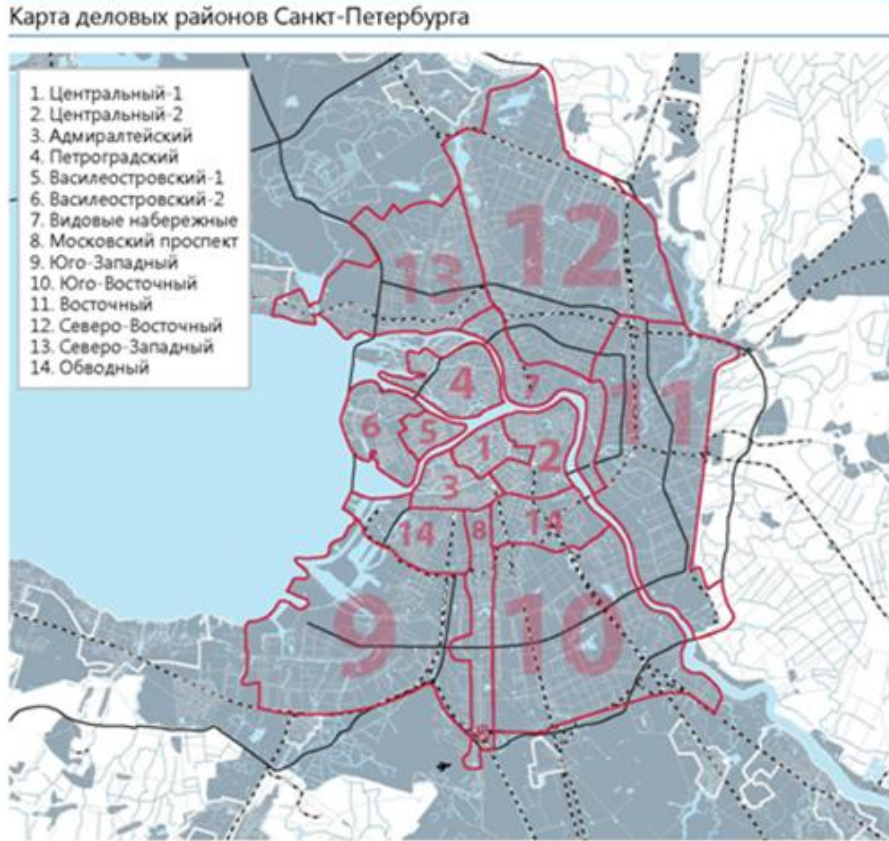 Карта деловых районов Санкт-Петербурга
1. Центральный-1
2. Центральный-2
3. Адмиралтейский
4. Петроградский
5. Василеостровский-1
6. Василеостровский-2
7. Видовые набережные
8. Московский проспект
9. Юго-Западный
10. Юго-Восточный
11. Восточный
12. Северо-Восточный
13. Северо-Западный
14. Обводный
12
13
4
7
11
6
5
1
2
3
14
8
14
9
10
8